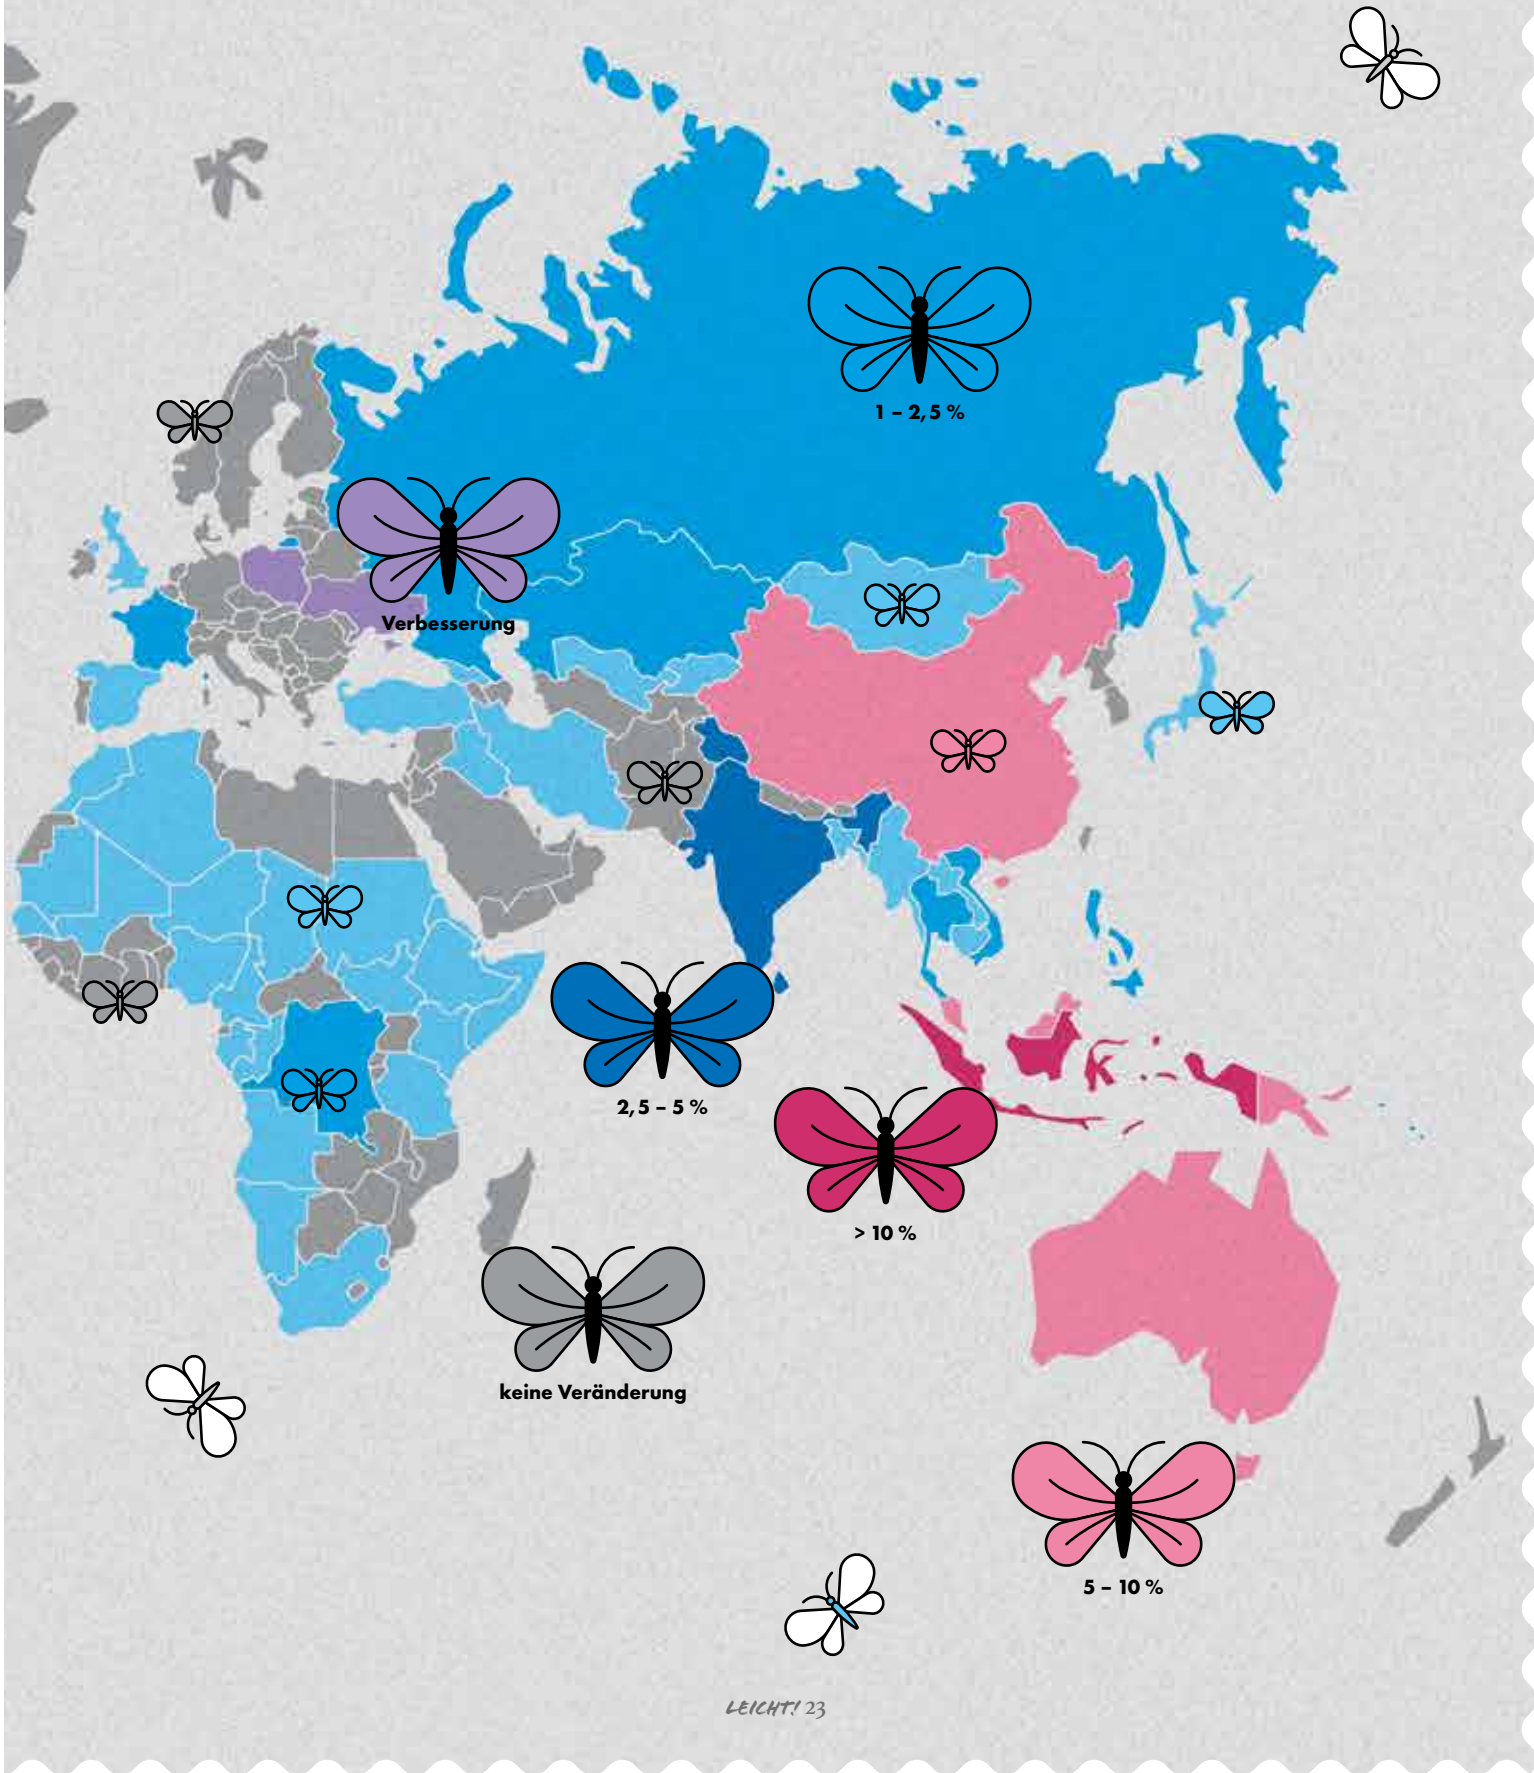 1 – 2,5 %
Verbesserung
2,5 – 5 %
> 10 %
keine Veränderung
5 – 10 %
LEICHT! 23